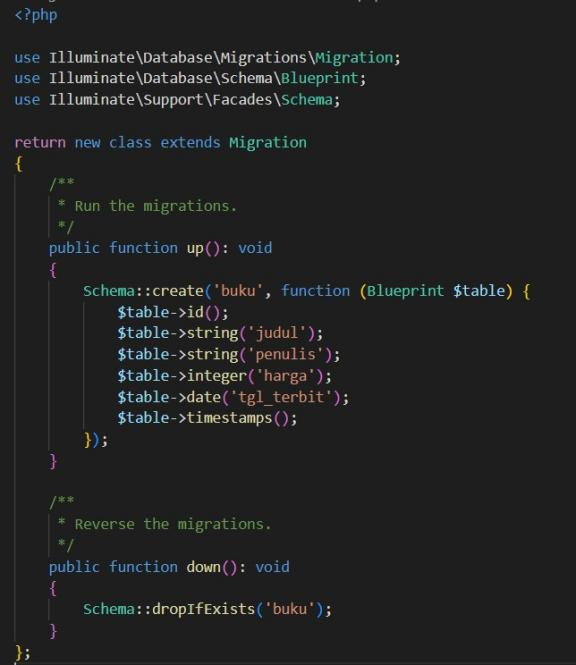 <?php
use Illuminate\Database\Migrations\Migration;
use Illuminate\Database\Schema\Blueprint;
use Illuminate\Support\Facades\Schema;
return new class extends Migration
{
    /**
     * Run the migrations.
     */
    public function up(): void
    {
        Schema::create('buku', function (Blueprint $table) {
            $table->id();
            $table->string('judul');
            $table->string('penulis');
            $table->integer('harga');
            $table->date('tgl_terbit');
            $table->timestamps();
        });
    }
    /**
     * Reverse the migrations.
     */
    public function down(): void
    {
        Schema::dropIfExists('buku');
    }
};